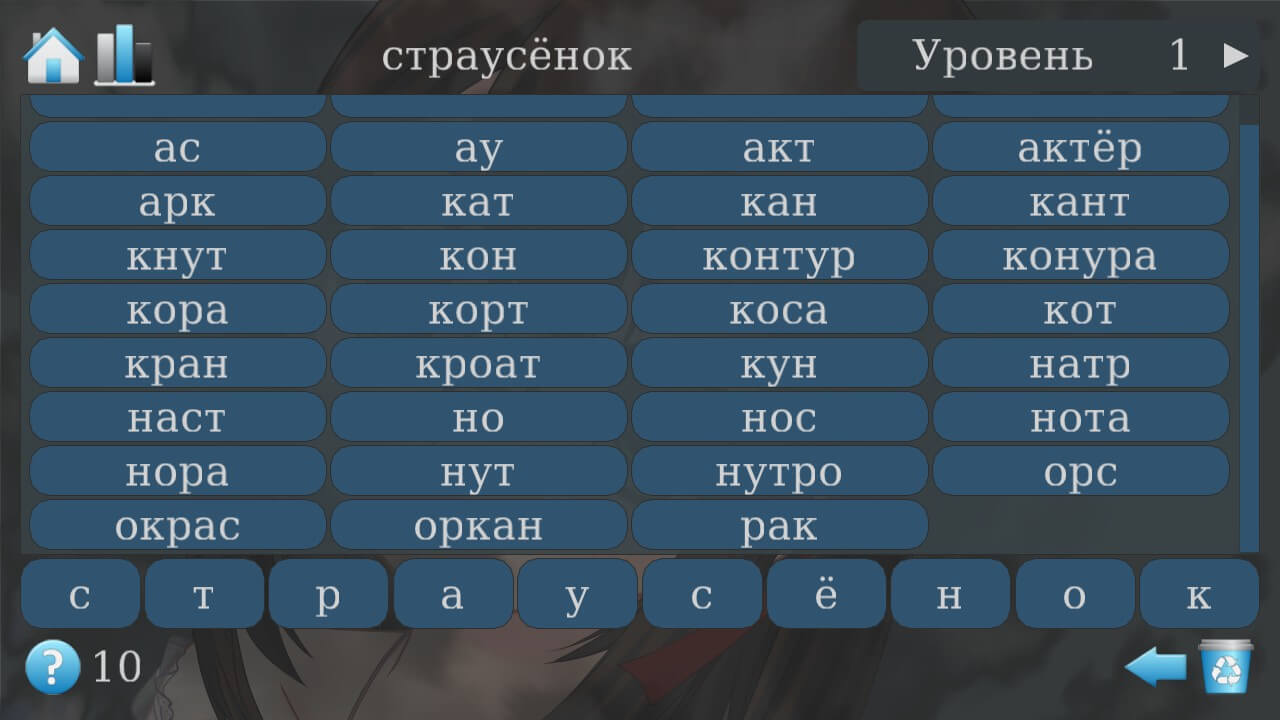 страусёнок Уровень 1
ас ау акт актёр
арк кат кан кант
кнут кон контур конура
кора корт коса кот
кран кроат кун натр
наст но нос нота
нора нут нутро орс
окрас оркан рак
с т р а у с ё н о к
? 10